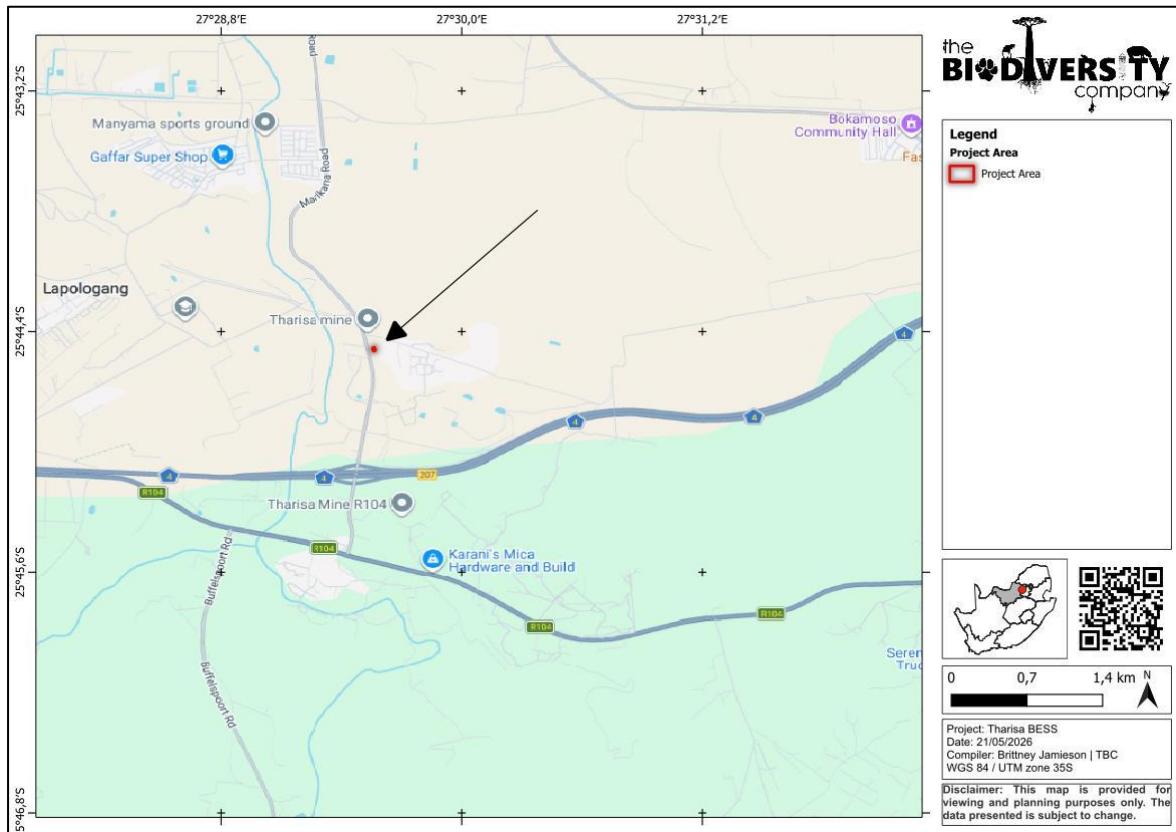 27°28,8'E
27°30,0'E
27°31,2'E
25°43,2'S
25°44,4'S
25°45,6'S
5°46,8'S
Road
Manyama sports ground
Gaffar Super Shop
Marikana Road
Bokamoso
Community Hall
Fas
Lapologang
Tharisa mine
4
4
4
4
4
207
R104
Tharisa Mine R104
R104
Karani's Mica
Hardware and Build
Buffelspoort Rd
R104
R104
Seren
Truc
Buffelspoort Rd
the
BIODIVERSITY
company
Legend
Project Area
Project Area
0 0,7 1,4 km N
Project: Tharisa BESS
Date: 21/05/2026
Compiler: Brittney Jamieson | TBC
WGS 84 / UTM zone 35S
Disclaimer: This map is provided for
viewing and planning purposes only. The
data presented is subject to change.